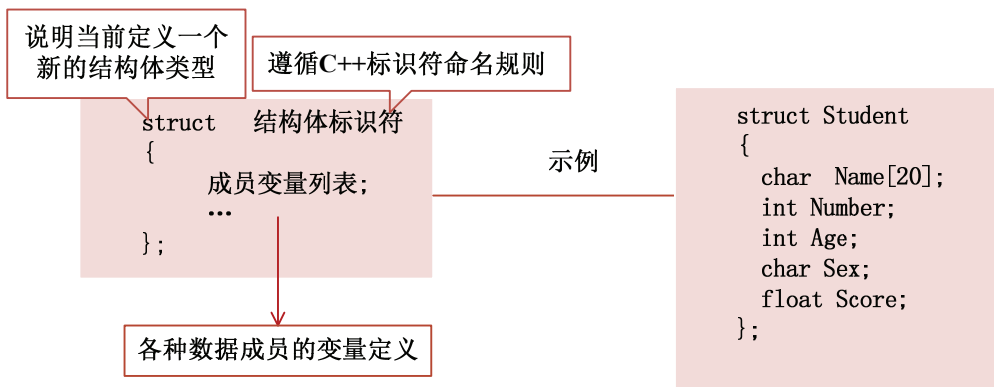 说明当前定义一个
新的结构体类型
遵循C++标识符命名规则
struct 结构体标识符
{
成员变量列表;
...
};
各种数据成员的变量定义
示例
struct Student
{
char Name[20];
int Number;
int Age;
char Sex;
float Score;
};